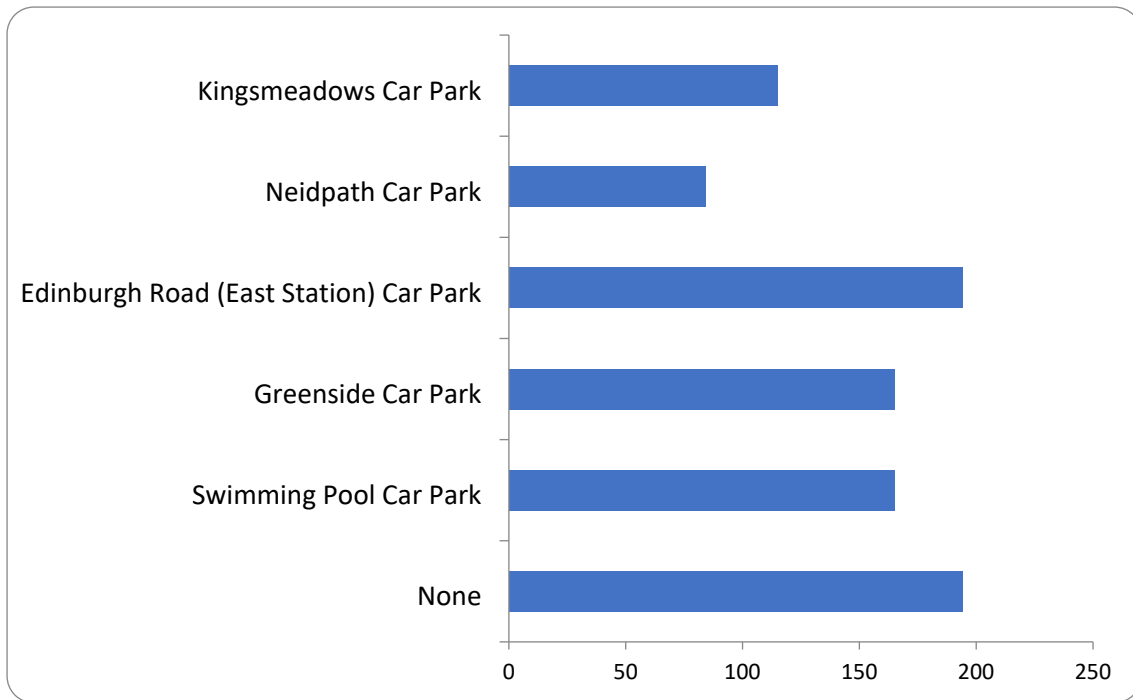 Kingsmeadows Car Park
Neidpath Car Park
Edinburgh Road (East Station) Car Park
Greenside Car Park
Swimming Pool Car Park
None
0 50 100 150 200 250